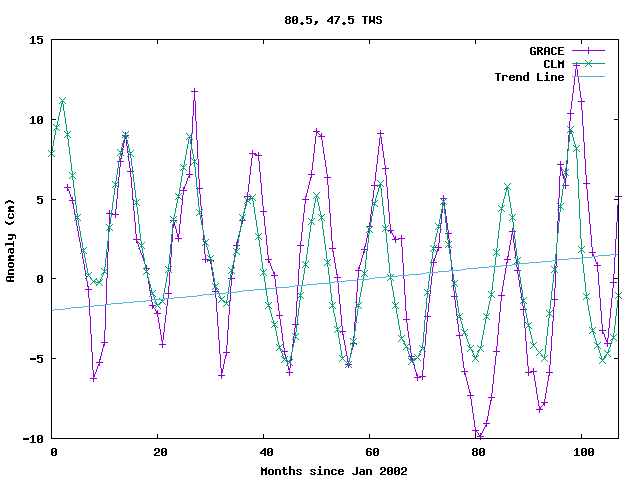 80.5, 47.5 TWS
GRACE
CLM
Trend Line
15
10
5
0
-5
-10
Anomaly (cm)
0 20 40 60 80 100
Months since Jan 2002